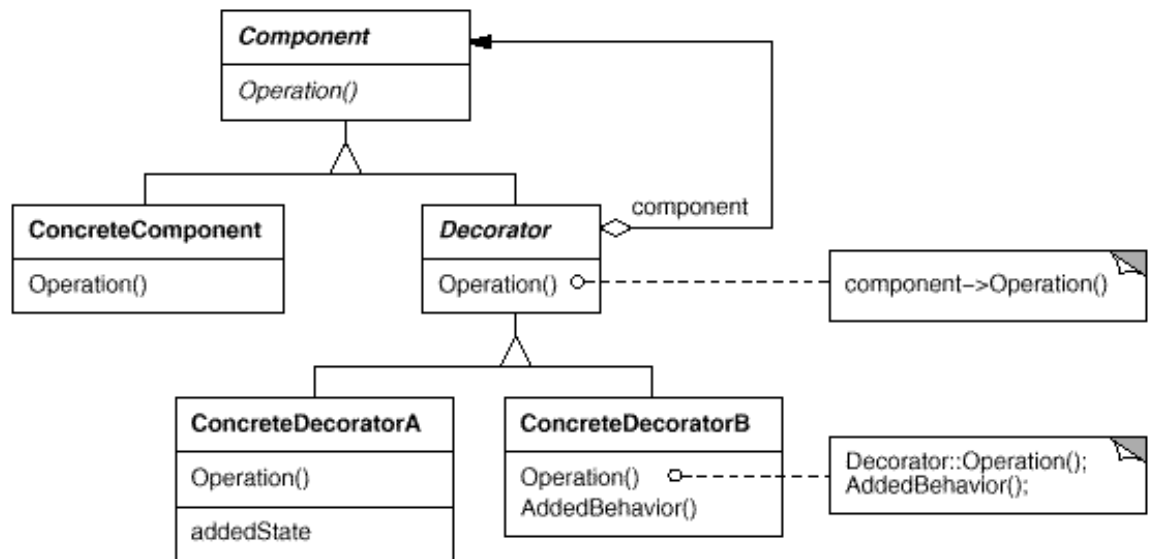 Component
Operation()
ConcreteComponent
Operation()
Decorator
Operation()
component
component->Operation()
ConcreteDecoratorA
Operation()
addedState
ConcreteDecoratorB
Operation()
AddedBehavior()
Decorator::Operation();
AddedBehavior();